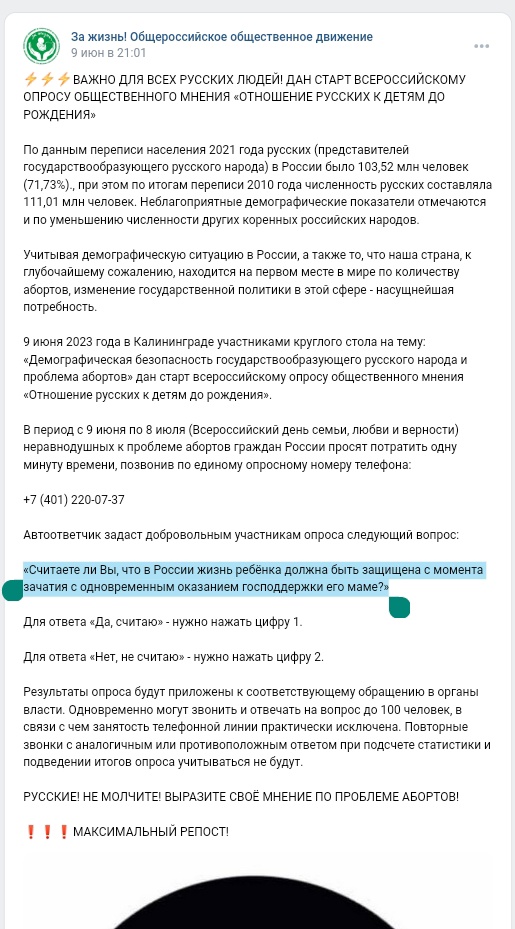 За жизнь! Общероссийское общественное движение
9 июн в 21:01
⚡⚡⚡ВАЖНО ДЛЯ ВСЕХ РУССКИХ ЛЮДЕЙ! ДАН СТАРТ ВСЕРОССИЙСКОМУ
ОПРОСУ ОБЩЕСТВЕННОГО МНЕНИЯ «ОТНОШЕНИЕ РУССКИХ К ДЕТЯМ ДО
РОЖДЕНИЯ»
По данным переписи населения 2021 года русских (представителей
государствообразующего русского народа) в России было 103,52 млн человек
(71,73%)., при этом по итогам переписи 2010 года численность русских составляла
111,01 млн человек. Неблагоприятные демографические показатели отмечаются
и по уменьшению численности других коренных российских народов.
Учитывая демографическую ситуацию в России, а также то, что наша страна, к
глубочайшему сожалению, находится на первом месте в мире по количеству
абортов, изменение государственной политики в этой сфере - насущнейшая
потребность.
9 июня 2023 года в Калининграде участниками круглого стола на тему:
«Демографическая безопасность государствообразующего русского народа и
проблема абортов» дан старт всероссийскому опросу общественного мнения
«Отношение русских к детям до рождения».
В период с 9 июня по 8 июля (Всероссийский день семьи, любви и верности)
неравнодушных к проблеме абортов граждан России просят потратить одну
минуту времени, позвонив по единому опросному номеру телефона:
+7 (401) 220-07-37
Автоответчик задаст добровольным участникам опроса следующий вопрос:
«Считаете ли Вы, что в России жизнь ребёнка должна быть защищена с момента
зачатия с одновременным оказанием господдержки его маме?»
Для ответа «Да, считаю» - нужно нажать цифру 1.
Для ответа «Нет, не считаю» - нужно нажать цифру 2.
Результаты опроса будут приложены к соответствующему обращению в органы
власти. Одновременно могут звонить и отвечать на вопрос до 100 человек, в
связи с чем занятость телефонной линии практически исключена. Повторные
звонки с аналогичным или противоположным ответом при подсчете статистики и
подведении итогов опроса учитываться не будут.
РУССКИЕ! НЕ МОЛЧИТЕ! ВЫРАЗИТЕ СВОЁ МНЕНИЕ ПО ПРОБЛЕМЕ АБОРТОВ!
❗❗❗МАКСИМАЛЬНЫЙ РЕПОСТ!